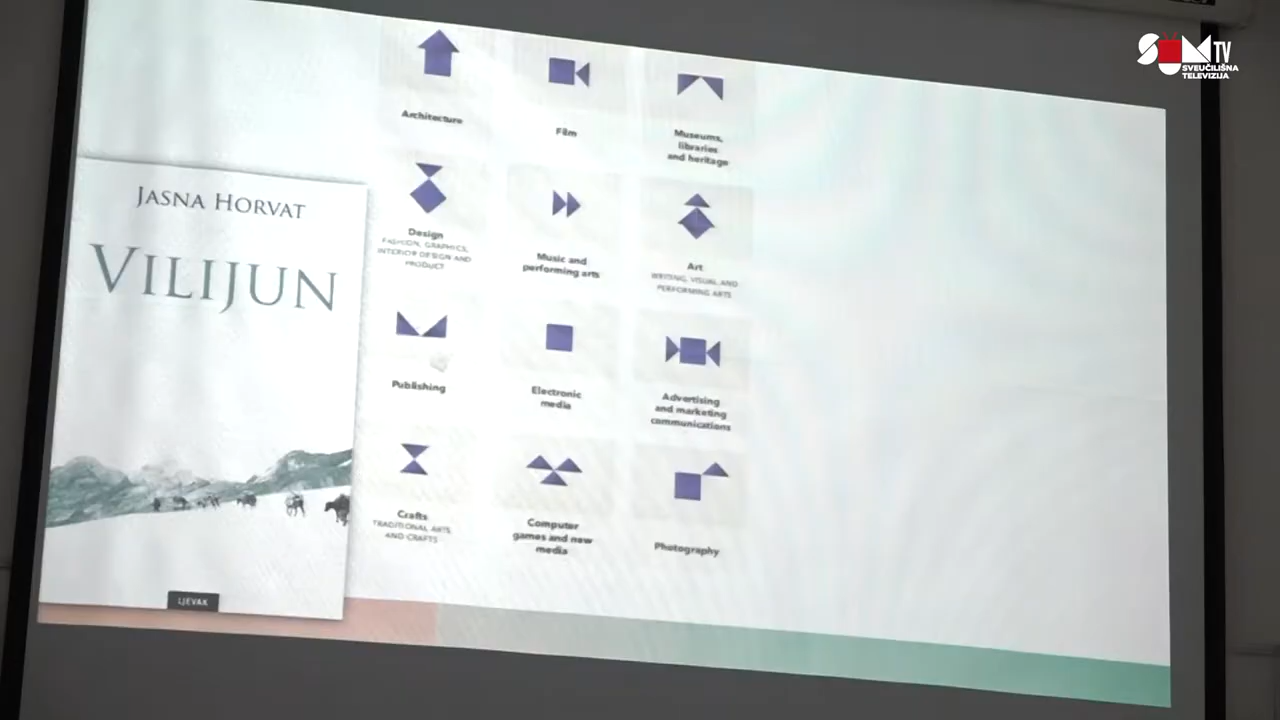 SUMTV
SVEUČILIŠNA
TELEVIZIJA
JASNA HORVAT
VILIJUN
LJEVAK
Architecture
Film
Museums,
libraries
and heritage
Design
FASHION, GRAPHICS,
INTERIOR DESIGN AND
PRODUCT
Music and
performing arts
Art
WRITING, VISUAL AND
PERFORMING ARTS
Publishing
Electronic
media
Advertising
and marketing
communications
Crafts
TRADITIONAL ARTS
AND CRAFTS
Computer
games and new
media
Photography